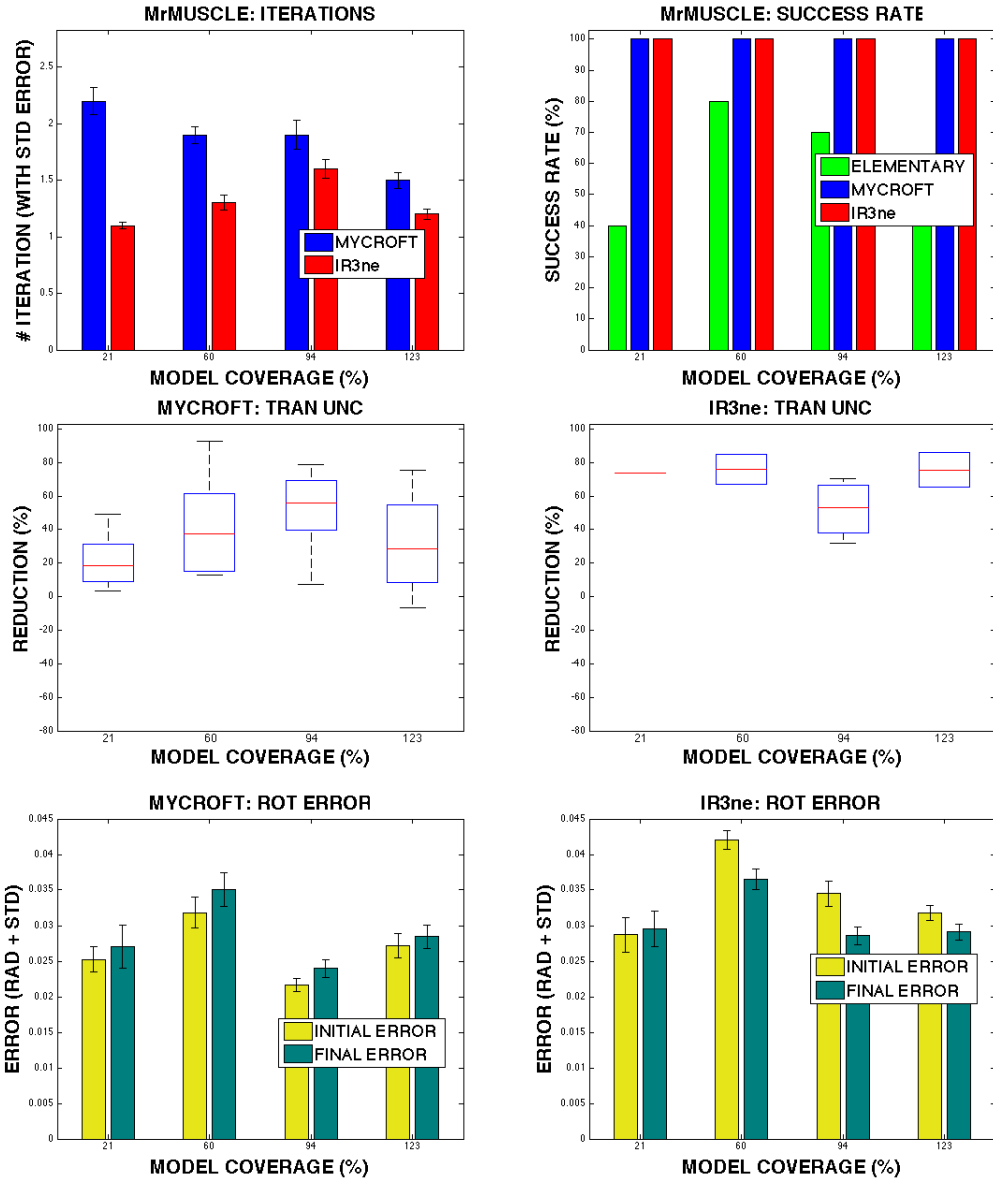 MrMUSCLE: ITERATIONS
# ITERATION (WITH STD ERROR)
2.5
2
1.5
1
0.5
0
MYCROFT
IR3ne
21 60 94 123
MODEL COVERAGE (%)
MrMUSCLE: SUCCESS RATE
SUCCESS RATE (%)
100
90
80
70
60
50
40
30
20
10
0
ELEMENTARY
MYCROFT
IR3ne
21 60 94 123
MODEL COVERAGE (%)
MYCROFT: TRAN UNC
REDUCTION (%)
100
80
60
40
20
0
-20
-40
-60
-80
21 60 94 123
MODEL COVERAGE (%)
IR3ne: TRAN UNC
REDUCTION (%)
100
80
60
40
20
0
-20
-40
-60
-80
21 60 94 123
MODEL COVERAGE (%)
MYCROFT: ROT ERROR
ERROR (RAD + STD)
0.045
0.04
0.035
0.03
0.025
0.02
0.015
0.01
0.005
0
INITIAL ERROR
FINAL ERROR
21 60 94 123
MODEL COVERAGE (%)
IR3ne: ROT ERROR
ERROR (RAD + STD)
0.045
0.04
0.035
0.03
0.025
0.02
0.015
0.01
0.005
0
INITIAL ERROR
FINAL ERROR
21 60 94 123
MODEL COVERAGE (%)